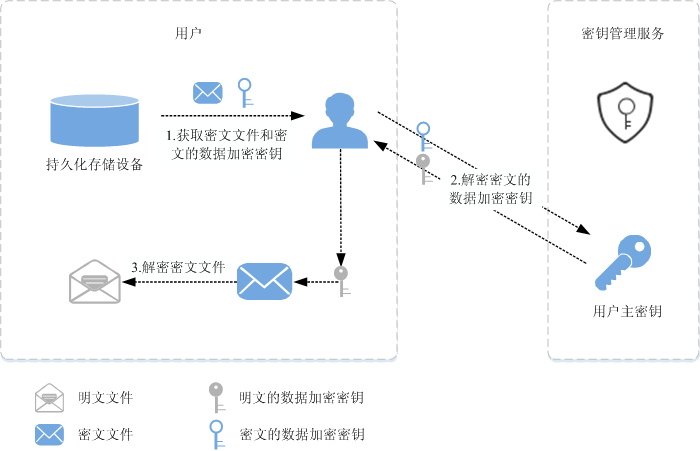 用户
密钥管理服务
1.获取密文文件和密
文的数据加密密钥
持久化存储设备
2.解密密文的
数据加密密钥
3.解密密文文件
用户主密钥
明文文件
明文的数据加密密钥
密文文件
密文的数据加密密钥